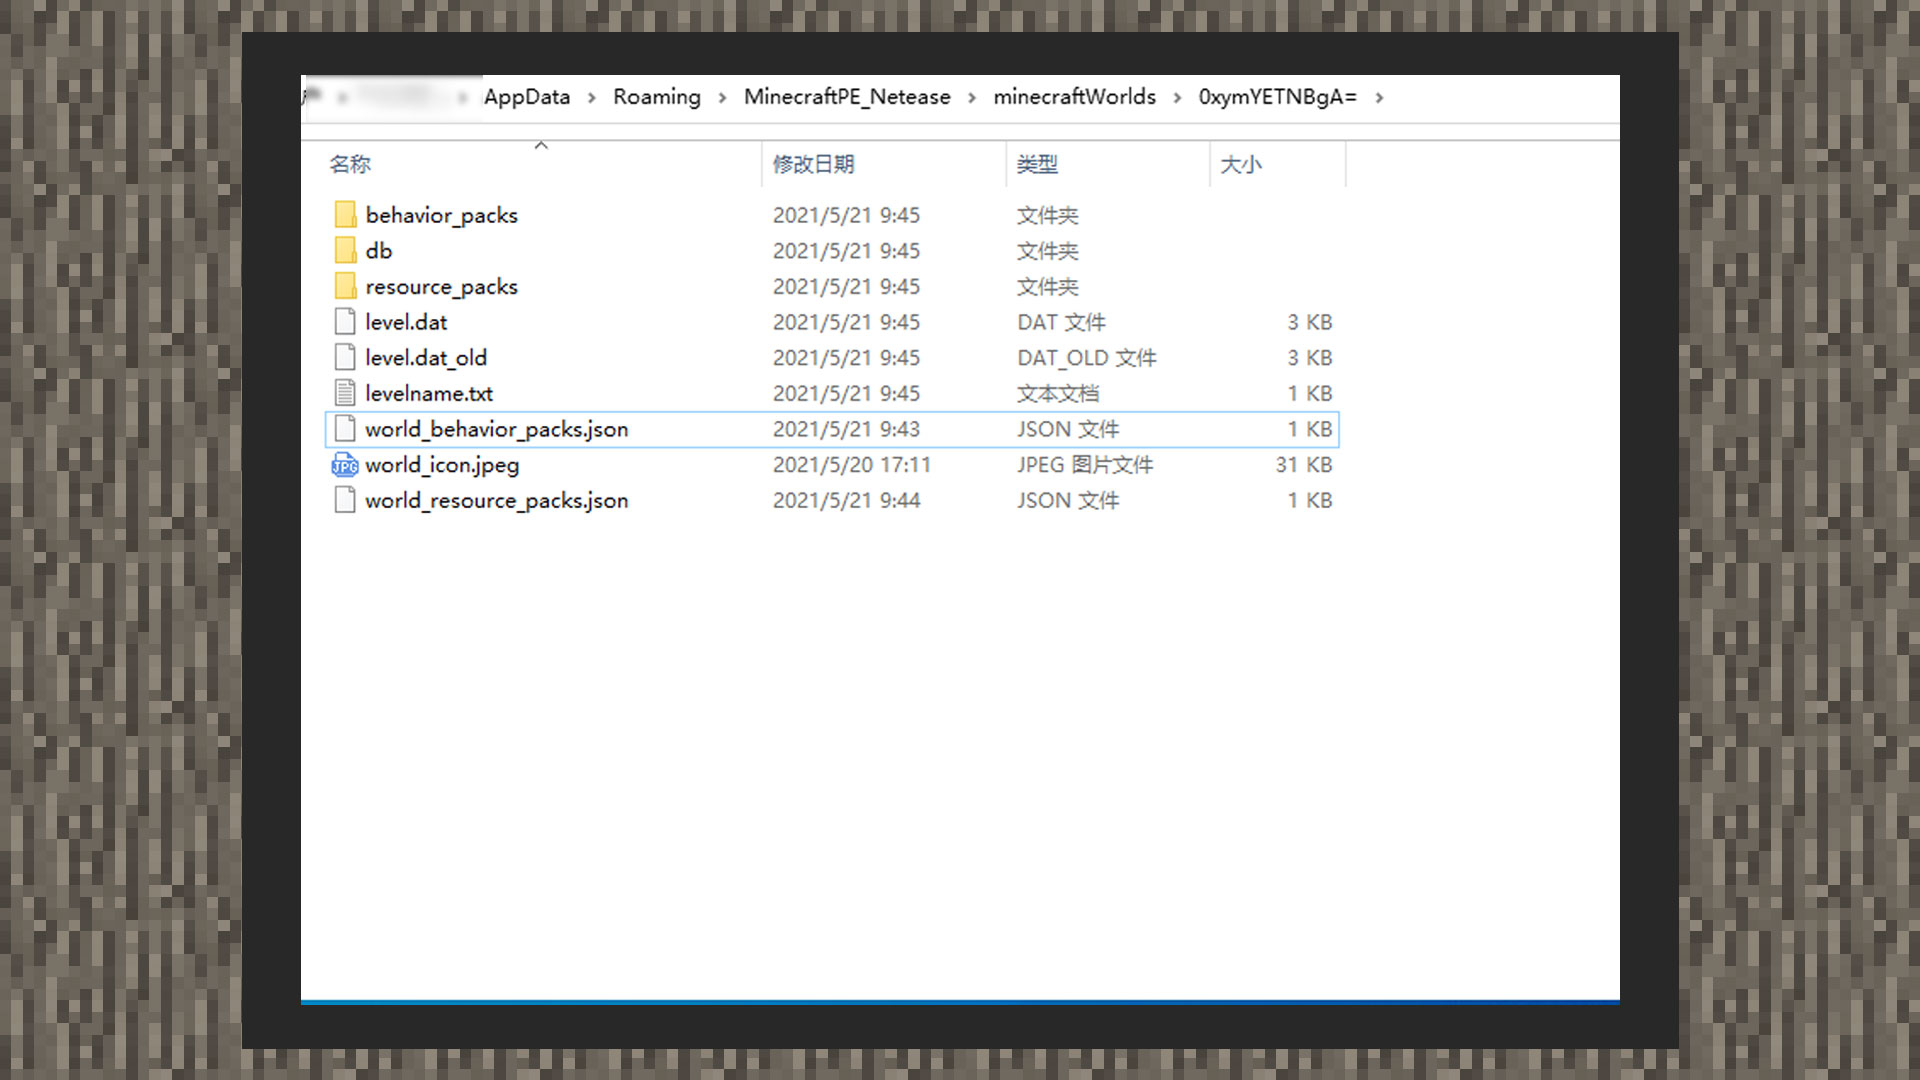 AppData > Roaming > MinecraftPE_Netease > minecraftWorlds > 0xymYETNBgA= >
名称 修改日期 类型 大小
behavior_packs 2021/5/21 9:45 文件夹
db 2021/5/21 9:45 文件夹
resource_packs 2021/5/21 9:45 文件夹
level.dat 2021/5/21 9:45 DAT 文件 3 KB
level.dat_old 2021/5/21 9:45 DAT_OLD 文件 3 KB
levelname.txt 2021/5/21 9:45 文本文档 1 KB
world_behavior_packs.json 2021/5/21 9:43 JSON 文件 1 KB
JPG world_icon.jpeg 2021/5/20 17:11 JPEG 图片文件 31 KB
world_resource_packs.json 2021/5/21 9:44 JSON 文件 1 KB